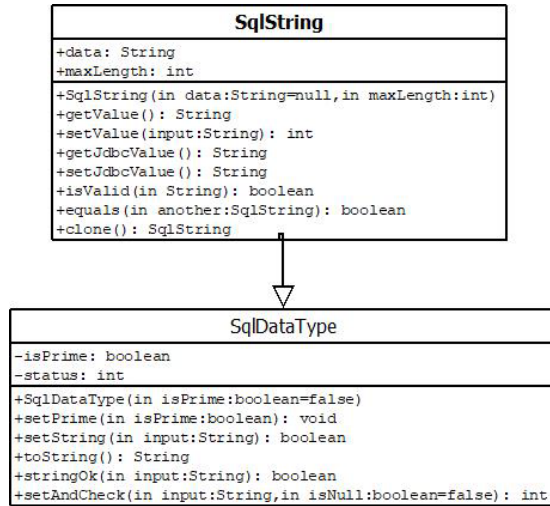 SqlString
+data: String
+maxLength: int
+SqlString(in data:String=null,in maxLength:int)
+getValue(): String
+setValue(input:String): int
+getJdbcValue(): String
+setJdbcValue(): String
+isValid(in String): boolean
+equals(in another:SqlString): boolean
+clone(): SqlString
SqlDataType
-isPrime: boolean
-status: int
+SqlDataType(in isPrime:boolean=false)
+setPrime(in isPrime:boolean): void
+setString(in input:String): boolean
+toString(): String
+stringOk(in input:String): boolean
+setAndCheck(in input:String,in isNull:boolean=false): int